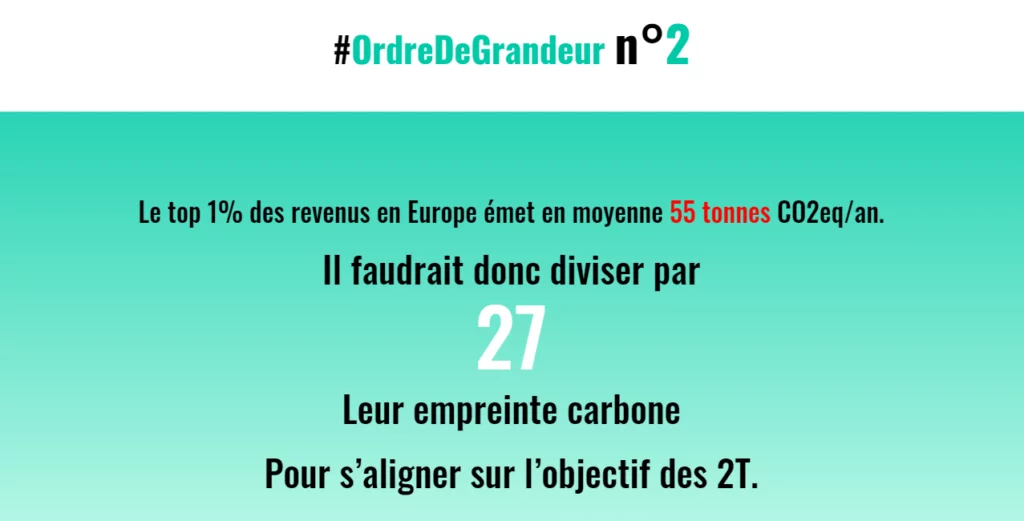 #OrdreDeGrandeur n°2
Le top 1% des revenus en Europe émet en moyenne 55 tonnes CO2eq/an.
Il faudrait donc diviser par
27
Leur empreinte carbone
Pour s’aligner sur l’objectif des 2T.